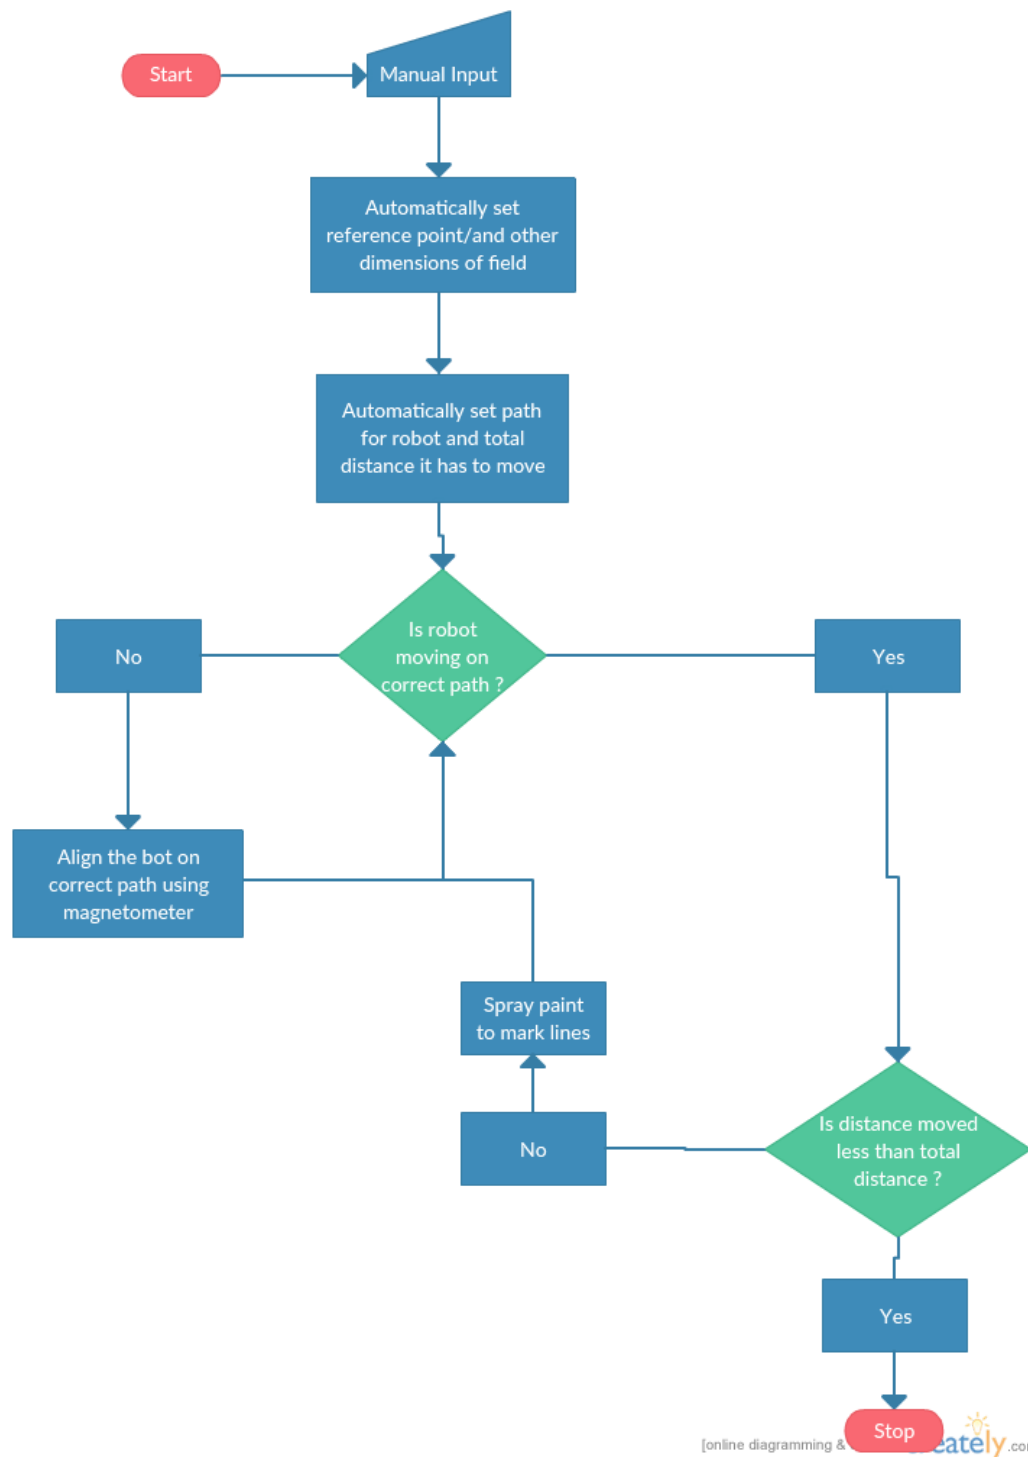 Start
Manual Input
Automatically set
reference point/and other
dimensions of field
Automatically set path
for robot and total
distance it has to move
Is robot
moving on
correct path ?
No
Yes
Align the bot on
correct path using
magnetometer
Spray paint
to mark lines
No
Is distance moved
less than total
distance ?
Yes
Stop
[online diagramming &
ately.com